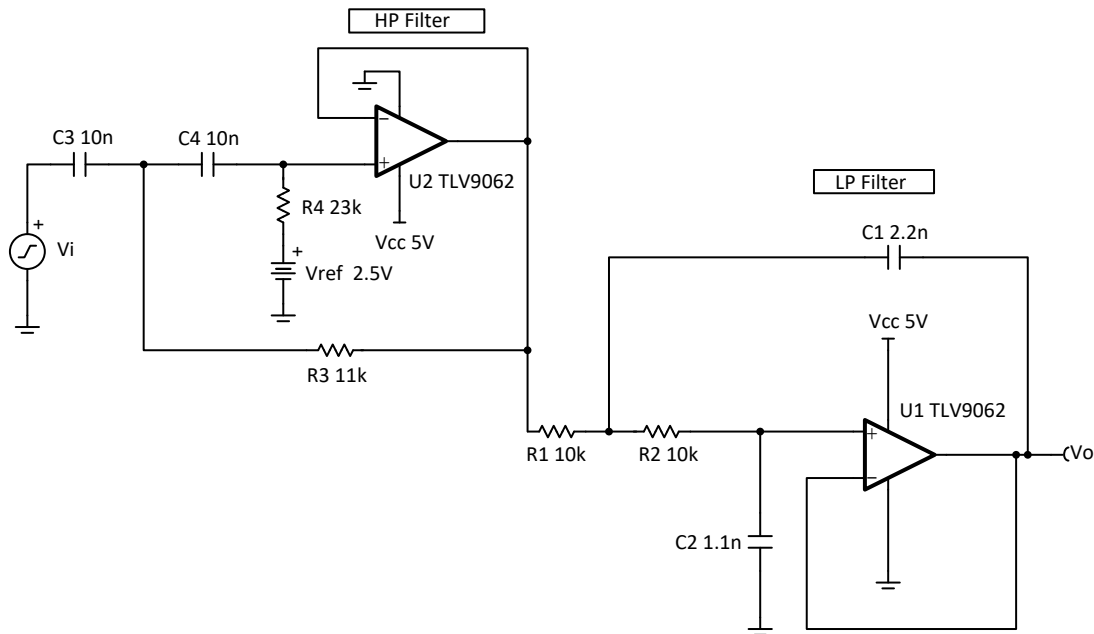 HP Filter
C3 10n
C4 10n
U2 TLV9062
R4 23k
Vcc 5V
Vi
Vref 2.5V
R3 11k
LP Filter
C1 2.2n
Vcc 5V
U1 TLV9062
R1 10k
R2 10k
Vo
C2 1.1n